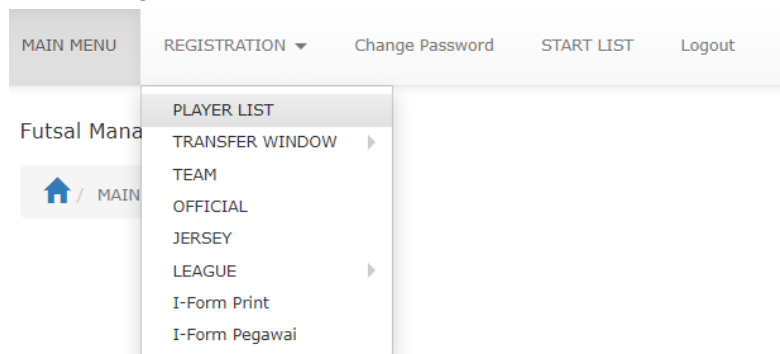 MAIN MENU REGISTRATION Change Password START LIST Logout
PLAYER LIST
Futsal Mana
TRANSFER WINDOW
TEAM
/ MAIN
OFFICIAL
JERSEY
LEAGUE
I-Form Print
I-Form Pegawai